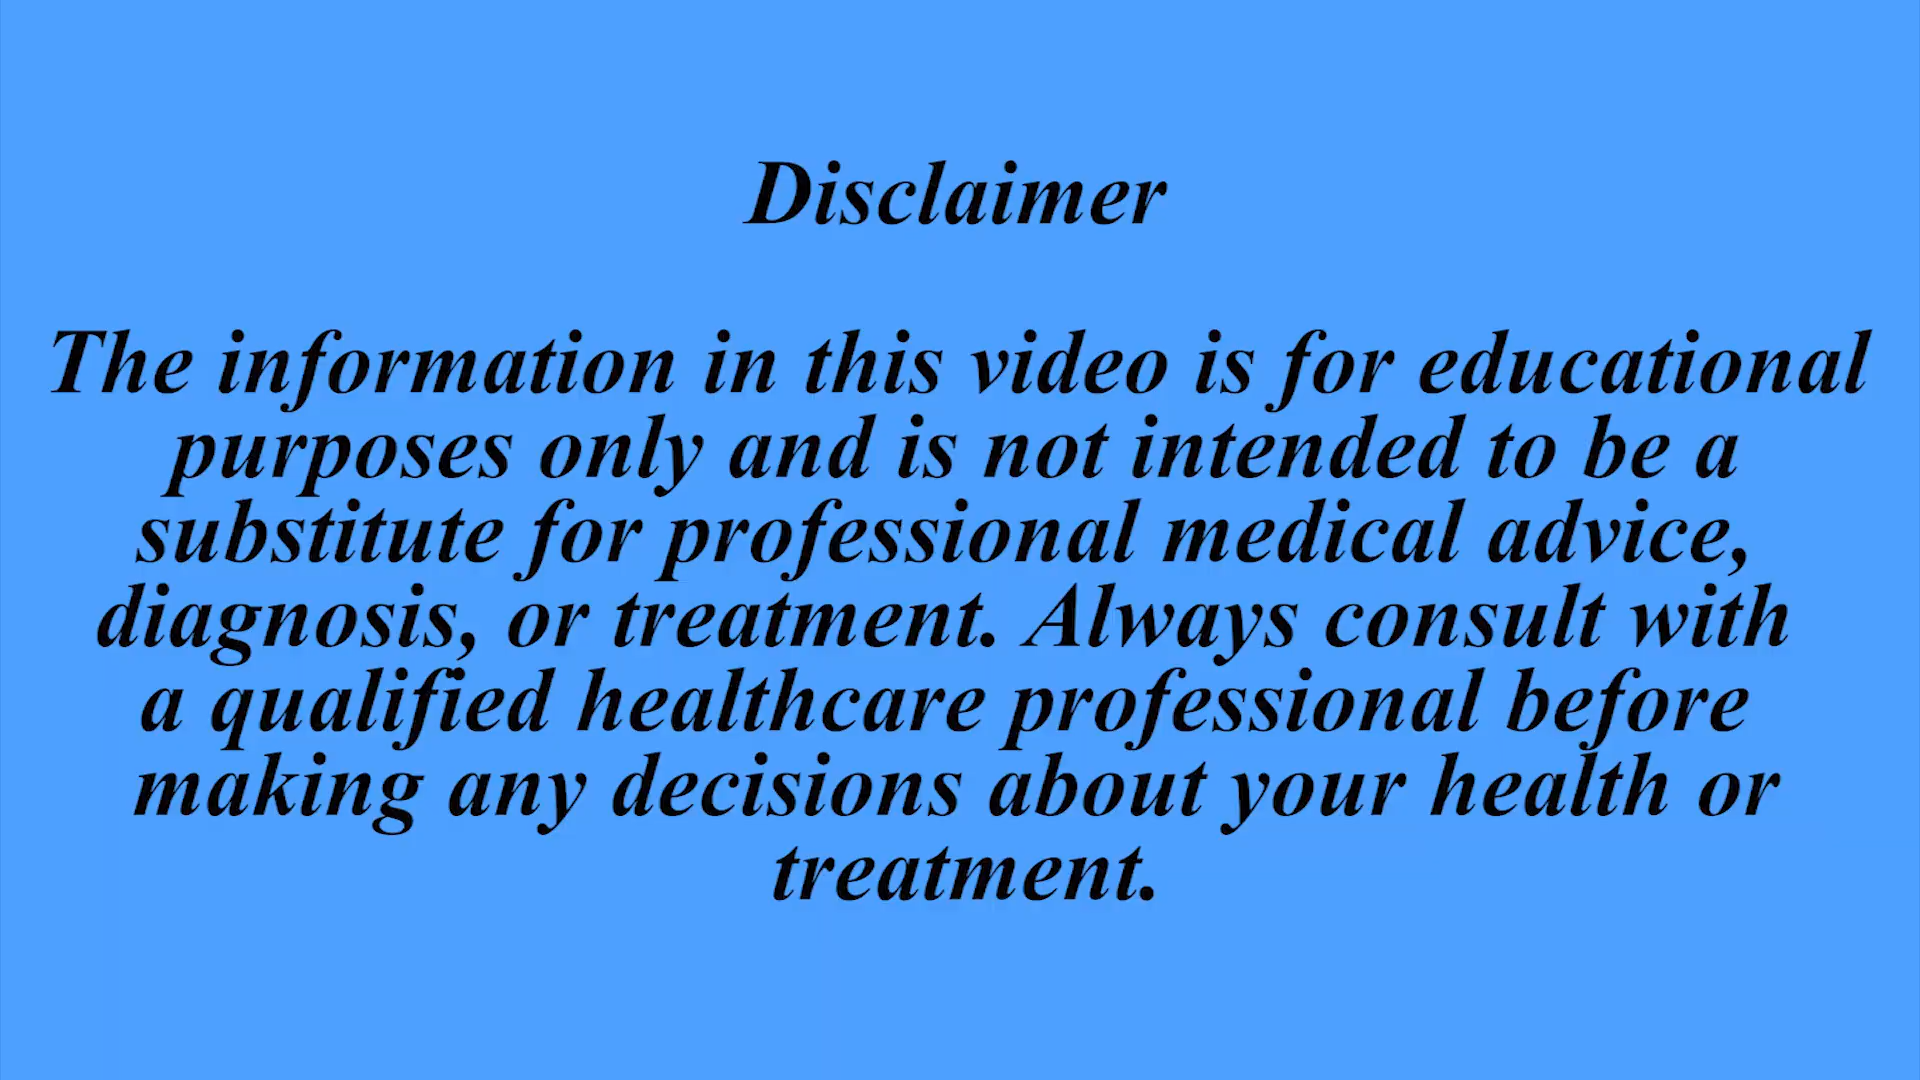 Disclaimer
The information in this video is for educational
purposes only and is not intended to be a
substitute for professional medical advice,
diagnosis, or treatment. Always consult with
a qualified healthcare professional before
making any decisions about your health or
treatment.